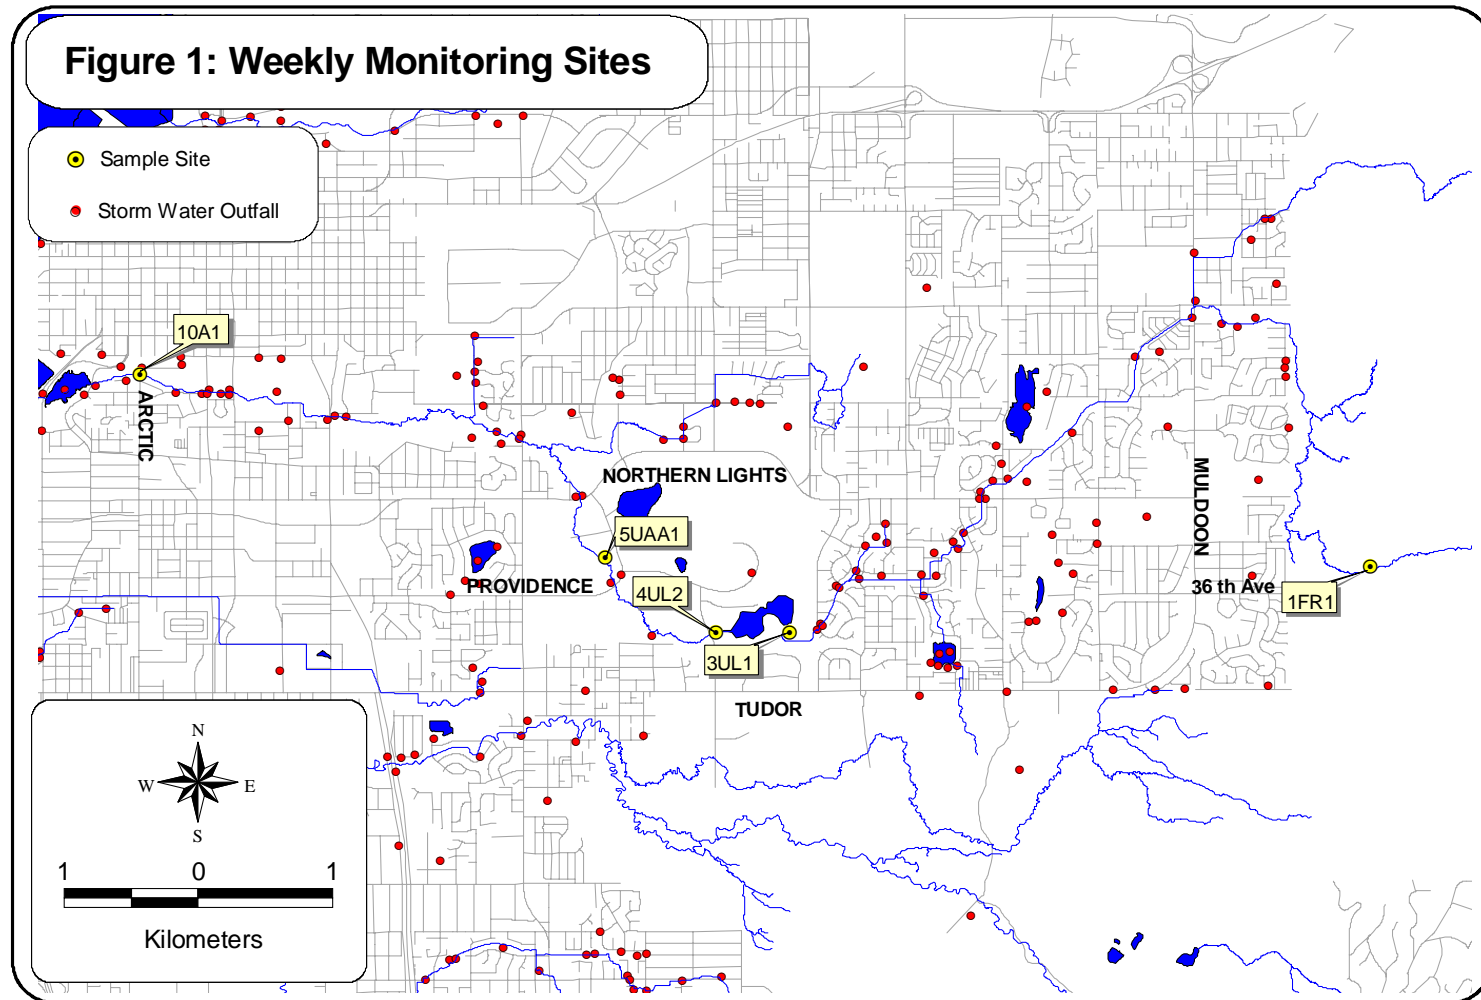 Figure 1: Weekly Monitoring Sites
Sample Site
Storm Water Outfall
10A1
ARCTIC
NORTHERN LIGHTS
MULDOON
5UAA1
PROVIDENCE
4UL2
36 th Ave
1FR1
3UL1
TUDOR
N
W
E
S
1 0 1
Kilometers